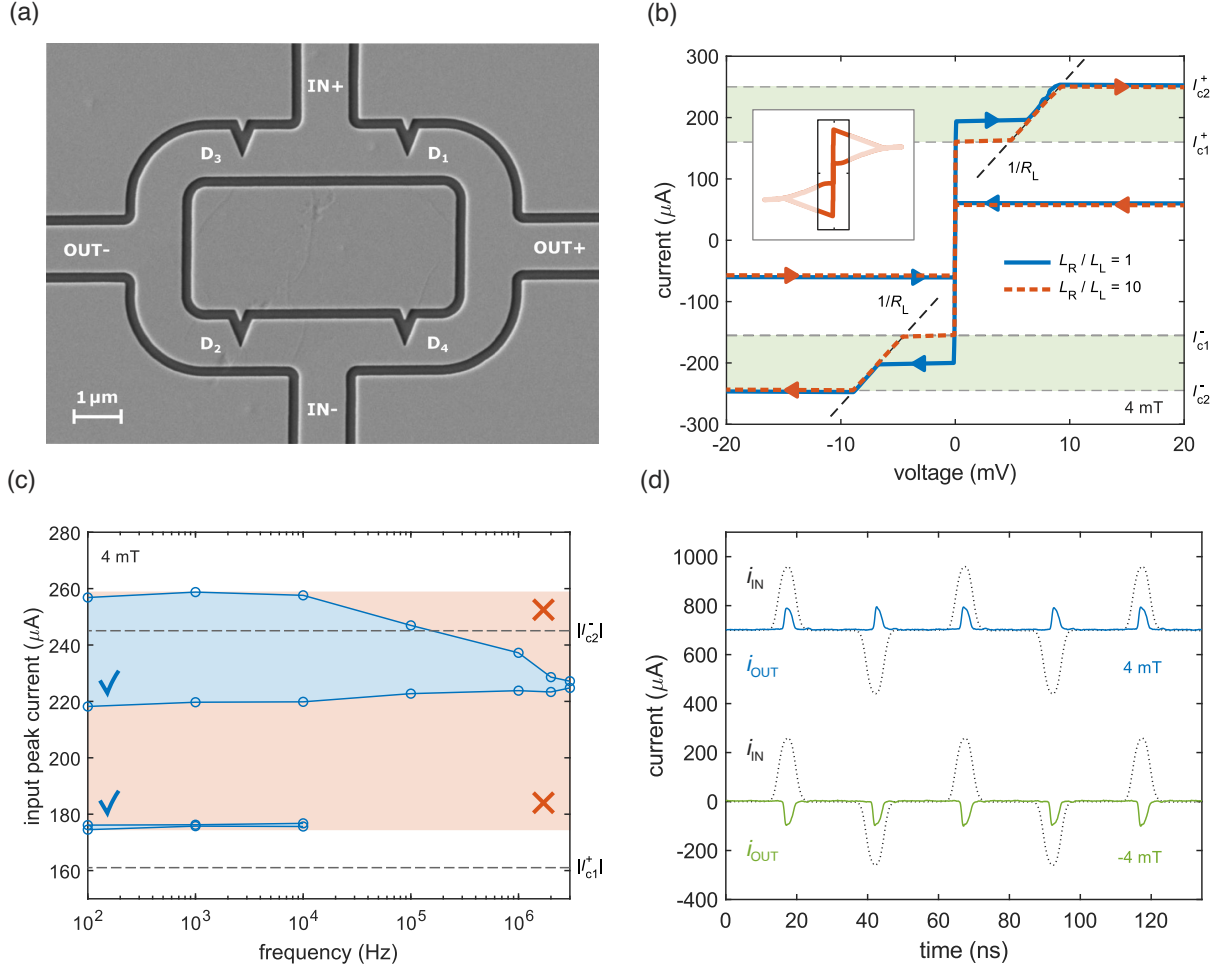 (a)
IN+
D3
D1
OUT-
OUT+
D2
D4
IN-
1 μm
(b)
300
200
100
0
-100
-200
-300
current (μA)
-20
-10
0
10
20
voltage (mV)
I+c2
I+c1
I-c1
I-c2
1/RL
1/RL
LR / LL = 1
LR / LL = 10
4 mT
(c)
280
260
240
220
200
180
160
input peak current (μA)
4 mT
|I-c2|
|I+c1|
10^2
10^3
10^4
10^5
10^6
frequency (Hz)
(d)
1000
800
600
400
200
0
-200
-400
current (μA)
iIN
iOUT
4 mT
iIN
iOUT
-4 mT
0
20
40
60
80
100
120
time (ns)